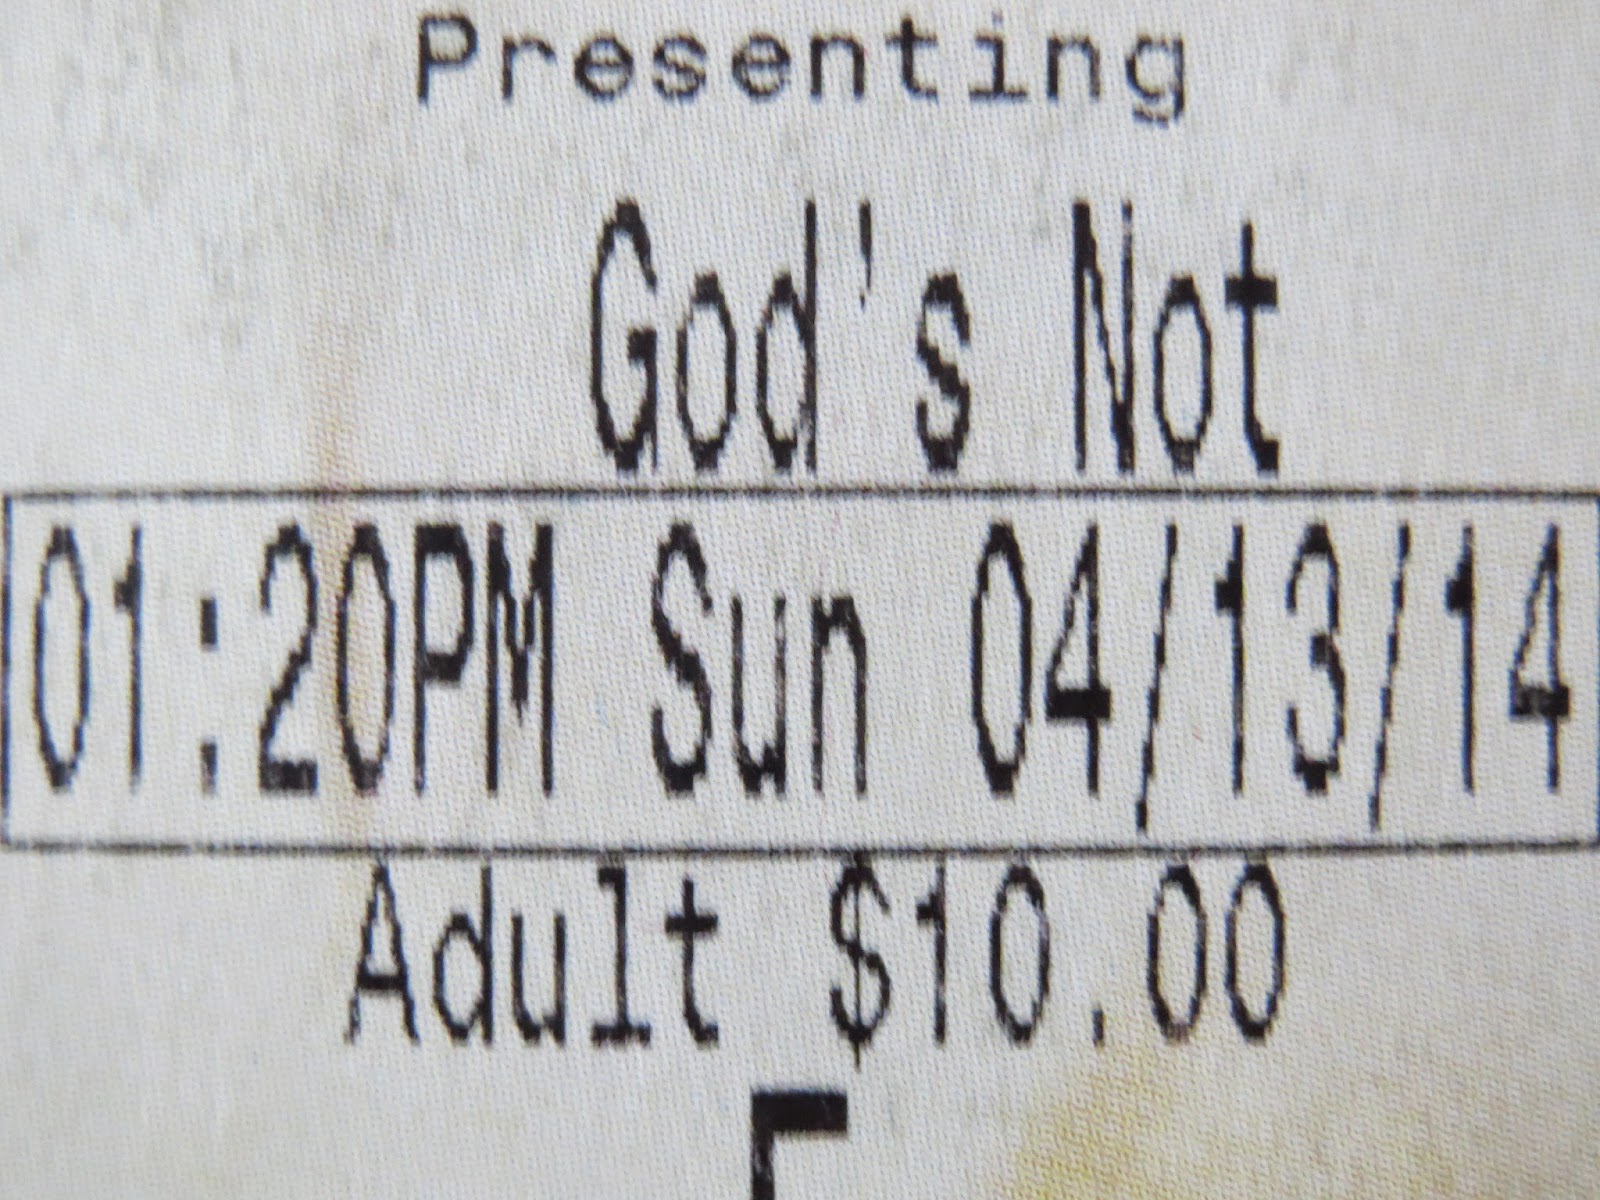 Presenting
God's Not
01:20PM Sun 04/13/14
Adult $10.00